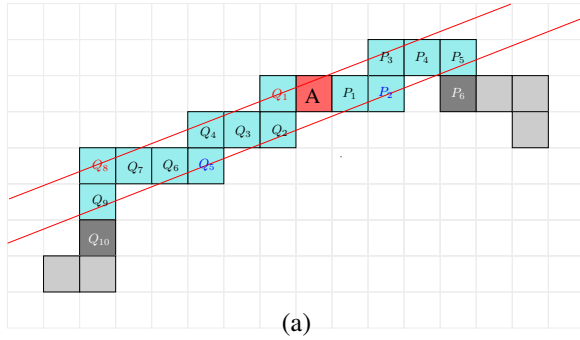 P₃ P₄ P₅
Q₁ A P₁ P₂ P₆
Q₄ Q₃ Q₂
Q₈ Q₇ Q₆ Q₅
Q₉
Q₁₀
(a)